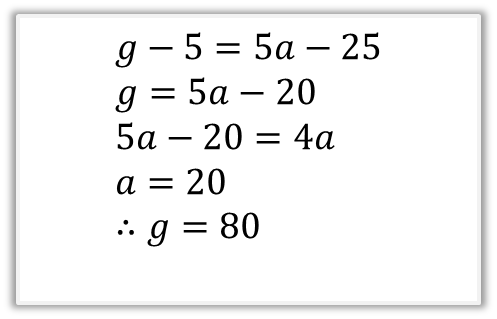 g − 5 = 5a − 25
g = 5a − 20
5a − 20 = 4a
a = 20
∴ g = 80